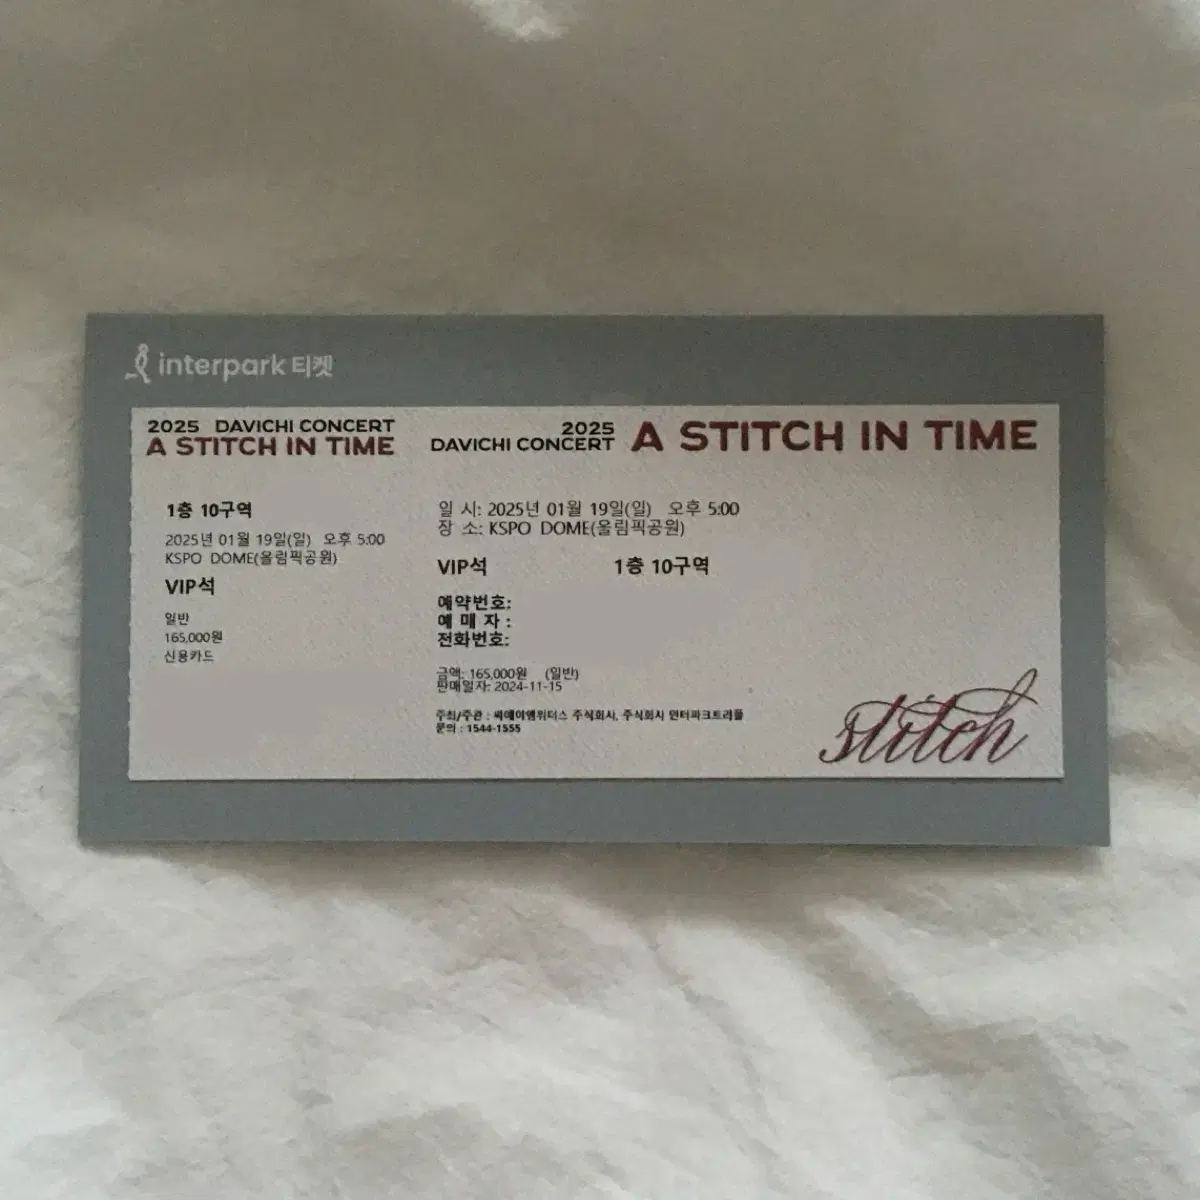 interpark 티켓
2025 DAVICHI CONCERT
A STITCH IN TIME
1층 10구역
2025년 01월 19일(일) 오후 5:00
KSPO DOME(올림픽공원)
VIP석
일반
165,000원
신용카드
2025
DAVICHI CONCERT
A STITCH IN TIME
일 시: 2025년 01월 19일(일) 오후 5:00
장 소: KSPO DOME(올림픽공원)
VIP석 1층 10구역
예약번호:
예 매 자 :
전화번호:
금액: 165,000원 (일반)
판매일자: 2024-11-15
주최/주관 : 씨에이엠위더스 주식회사, 주식회사 인터파크트리플
문의 : 1544-1555
stitch